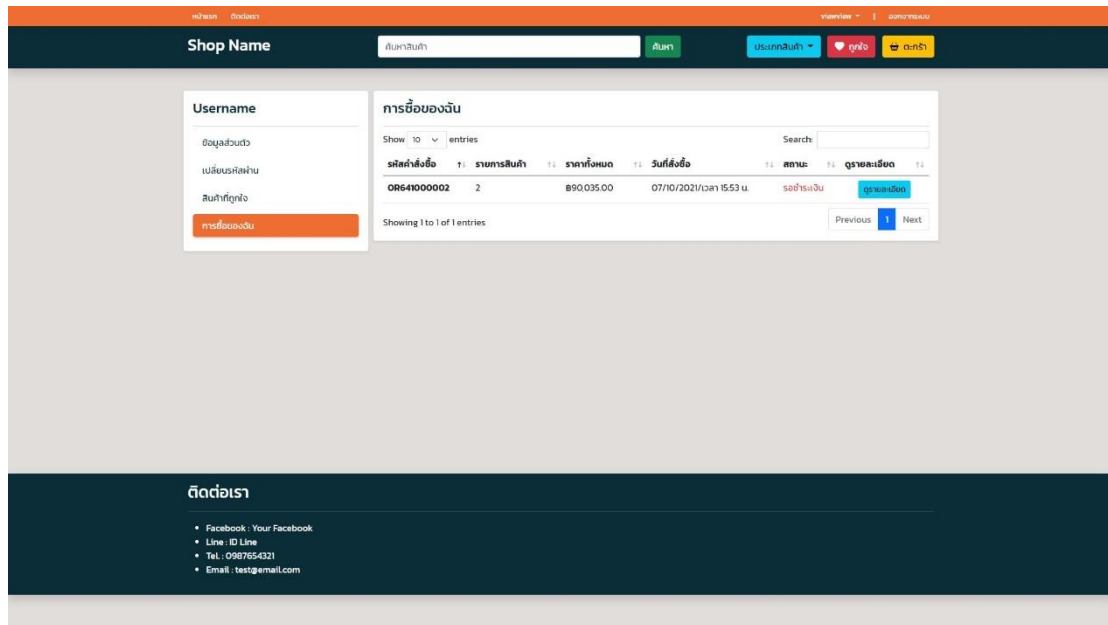 หน้าแรก ติดต่อเรา viewview | ออกจากระบบ
Shop Name ค้นหาสินค้า ค้นหา ประเภทสินค้า ถูกใจ ตะกร้า
Username
ข้อมูลส่วนตัว
เปลี่ยนรหัสผ่าน
สินค้าที่ถูกใจ
การซื้อของฉัน
การซื้อของฉัน
Show 10 entries Search:
รหัสคำสั่งซื้อ รายการสินค้า ราคาทั้งหมด วันที่สั่งซื้อ สถานะ ดูรายละเอียด
OR641000002 2 ฿90,035.00 07/10/2021/เวลา 15:53 น. รอชำระเงิน ดูรายละเอียด
Showing 1 to 1 of 1 entries Previous 1 Next
ติดต่อเรา
• Facebook : Your Facebook
• Line : ID Line
• Tel. : 0987654321
• Email : test@email.com